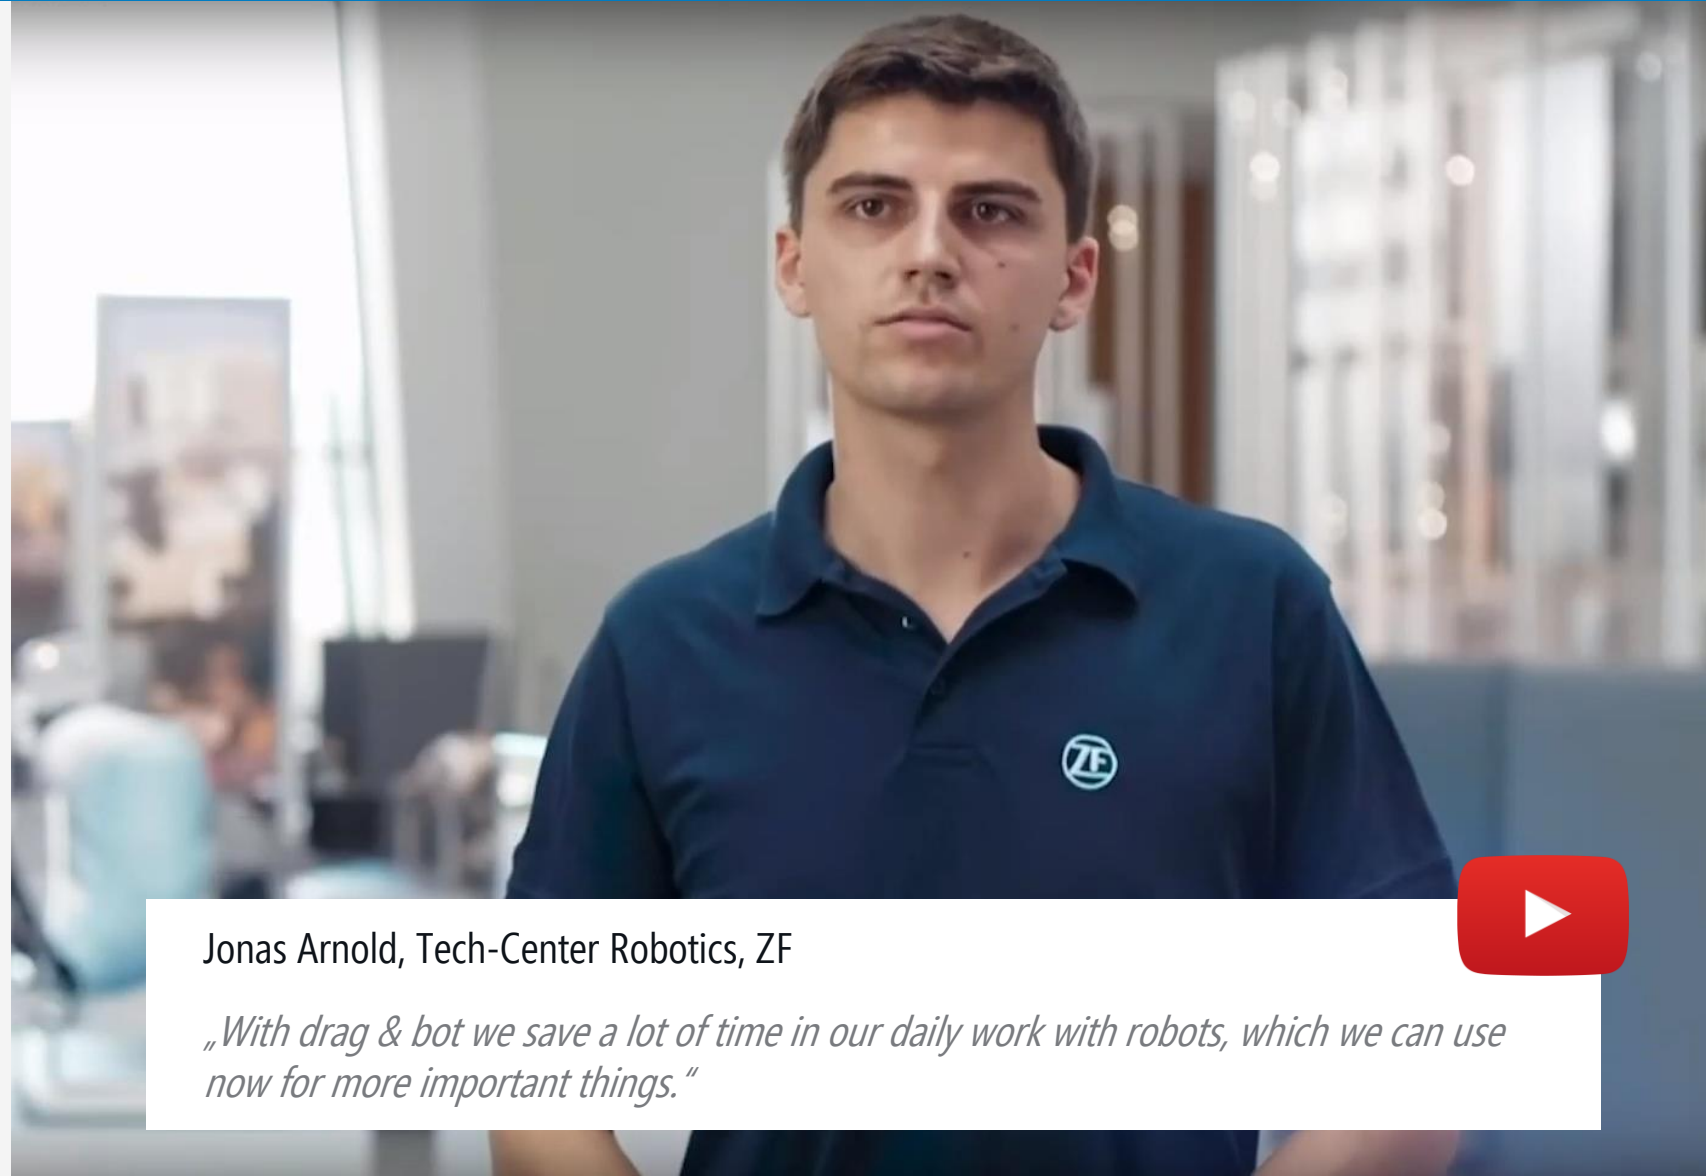 ZF
Jonas Arnold, Tech-Center Robotics, ZF
„With drag & bot we save a lot of time in our daily work with robots, which we can use
now for more important things.“